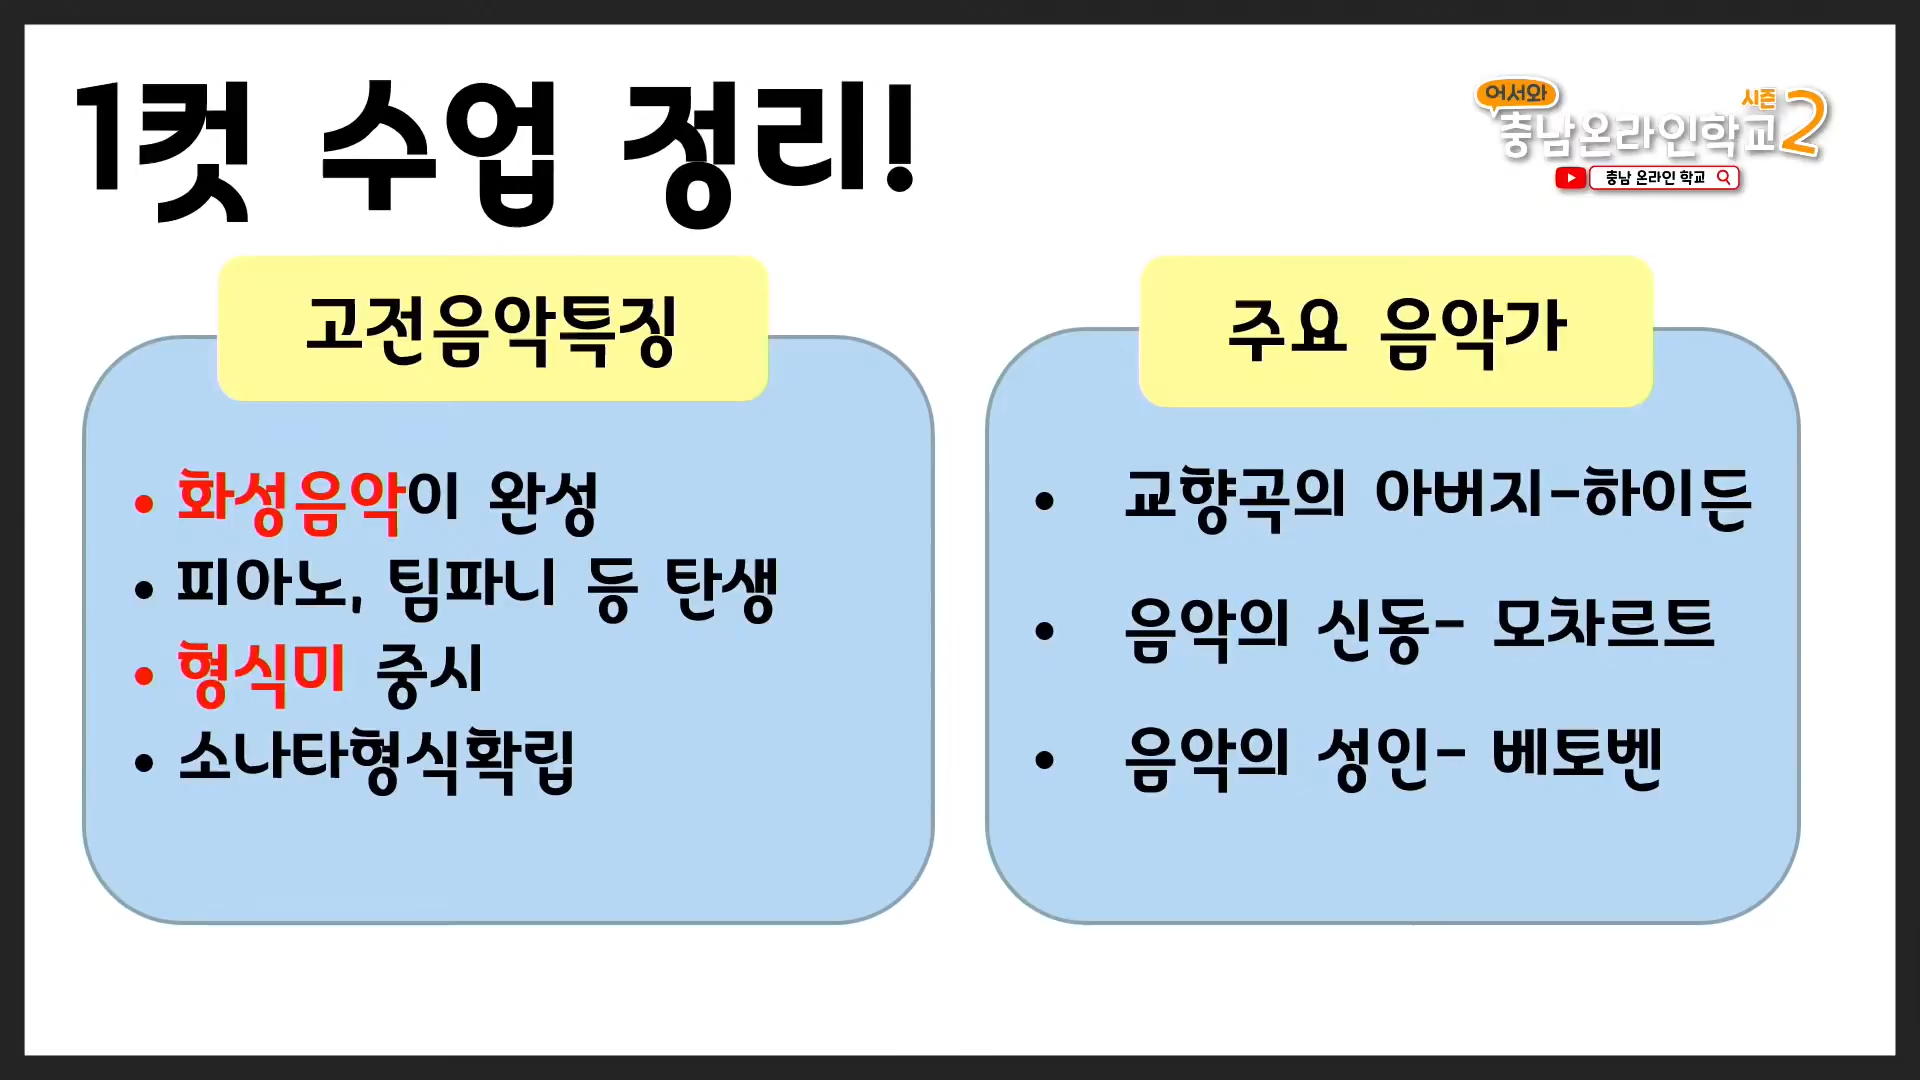 1컷 수업 정리!
어서와
시즌
충남온라인학교2
충남 온라인 학교
고전음악특징
• 화성음악이 완성
• 피아노, 팀파니 등 탄생
• 형식미 중시
• 소나타형식확립
주요 음악가
• 교향곡의 아버지-하이든
• 음악의 신동- 모차르트
• 음악의 성인- 베토벤